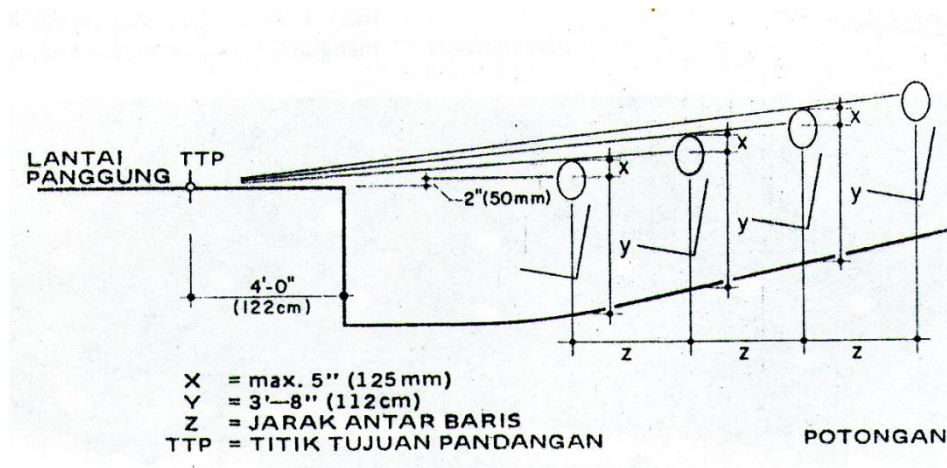 LANTAI TTP
PANGGUNG
2"(50mm)
x x x x
y y y y
4'-0"
(122cm)
z z z
X = max. 5" (125mm)
Y = 3'-8" (112cm)
Z = JARAK ANTAR BARIS
TTP = TITIK TUJUAN PANDANGAN
POTONGAN